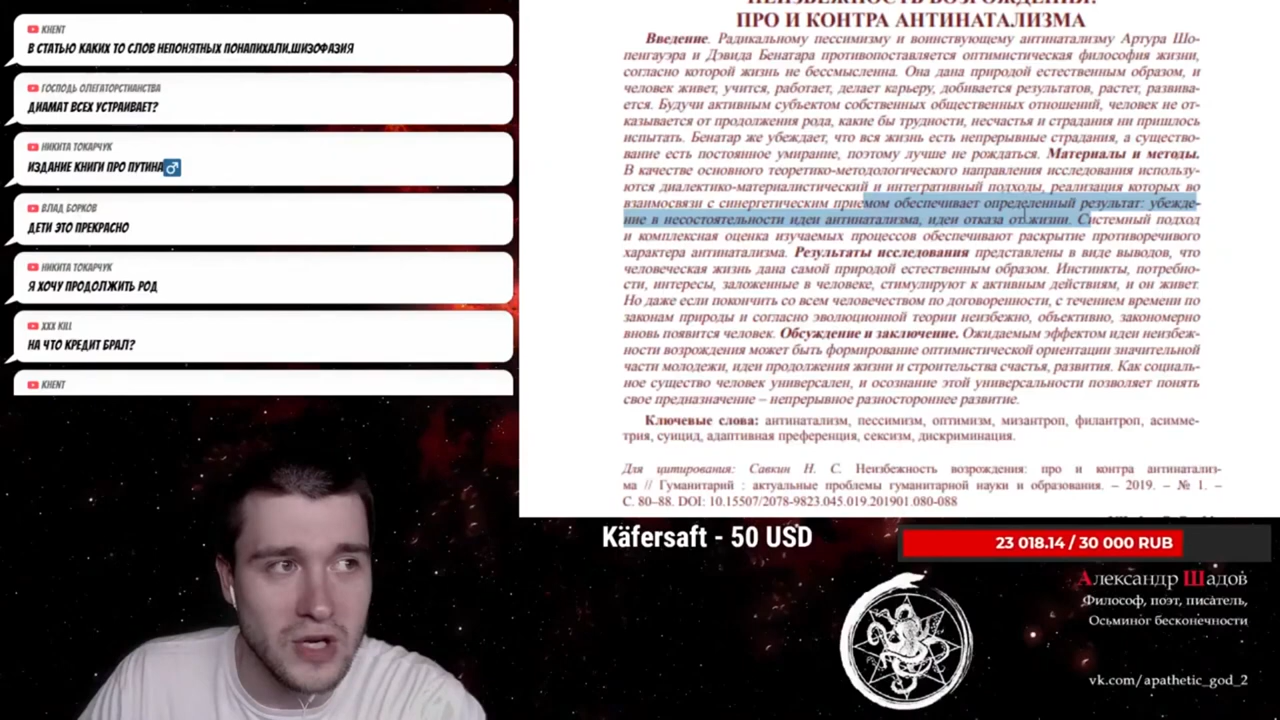 KHENT
В СТАТЬЮ КАКИХ ТО СЛОВ НЕПОНЯТНЫХ ПОНАПИХАЛИ,ШИЗОФАЗИЯ
ГОСПОДЬ ОЛЕГАТОРСТИАНСТВА
ДИАМАТ ВСЕХ УСТРАИВАЕТ?
НИКИТА ТОКАРЧУК
ИЗДАНИЕ КНИГИ ПРО ПУТИНА
ВЛАД БОРКОВ
ДЕТИ ЭТО ПРЕКРАСНО
НИКИТА ТОКАРЧУК
Я ХОЧУ ПРОДОЛЖИТЬ РОД
XXX KILL
НА ЧТО КРЕДИТ БРАЛ?
KHENT
НЕИЗБЕЖНОСТЬ ВОЗРОЖДЕНИЯ:
ПРО И КОНТРА АНТИНАТАЛИЗМА
Введение. Радикальному пессимизму и воинствующему антинатализму Артура Шо-
пенгауэра и Дэвида Бенатара противопоставляется оптимистическая философия жизни,
согласно которой жизнь не бессмысленна. Она дана природой естественным образом, и
человек живет, учится, работает, делает карьеру, добивается результатов, растет, развива-
ется. Будучи активным субъектом собственных общественных отношений, человек не от-
казывается от продолжения рода, какие бы трудности, несчастья и страдания ни пришлось
испытать. Бенатар же убеждает, что вся жизнь есть непрерывные страдания, а существо-
вание есть постоянное умирание, поэтому лучше не рождаться. Материалы и методы.
В качестве основного теоретико-методологического направления исследования использу-
ются диалектико-материалистический и интегративный подходы, реализация которых во
взаимосвязи с синергетическим приемом обеспечивает определенный результат: убежде-
ние в несостоятельности идеи антинатализма, идеи отказа от жизни. Системный подход
и комплексная оценка изучаемых процессов обеспечивают раскрытие противоречивого
характера антинатализма. Результаты исследования представлены в виде выводов, что
человеческая жизнь дана самой природой естественным образом. Инстинкты, потребно-
сти, интересы, заложенные в человеке, стимулируют к активным действиям, и он живет.
Но даже если покончить со всем человечеством по договоренности, с течением времени по
законам природы и согласно эволюционной теории неизбежно, объективно, закономерно
вновь появится человек. Обсуждение и заключение. Ожидаемым эффектом идеи неизбеж-
ности возрождения может быть формирование оптимистической ориентации значительной
части молодежи, идеи продолжения жизни и строительства счастья, развития. Как социаль-
ное существо человек универсален, и осознание этой универсальности позволяет понять
свое предназначение – непрерывное разностороннее развитие.
Ключевые слова: антинатализм, пессимизм, оптимизм, мизантроп, филантроп, асимме-
трия, суицид, адаптивная преференция, сексизм, дискриминация.
Для цитирования: Савкин Н. С. Неизбежность возрождения: про и контра антинатализ-
ма // Гуманитарий : актуальные проблемы гуманитарной науки и образования. – 2019. – № 1. –
С. 80–88. DOI: 10.15507/2078-9823.045.019.201901.080-088
Käfersaft - 50 USD
23 018.14 / 30 000 RUB
Александр Шадов
Философ, поэт, писатель,
Осьминог бесконечности
vk.com/apathetic_god_2